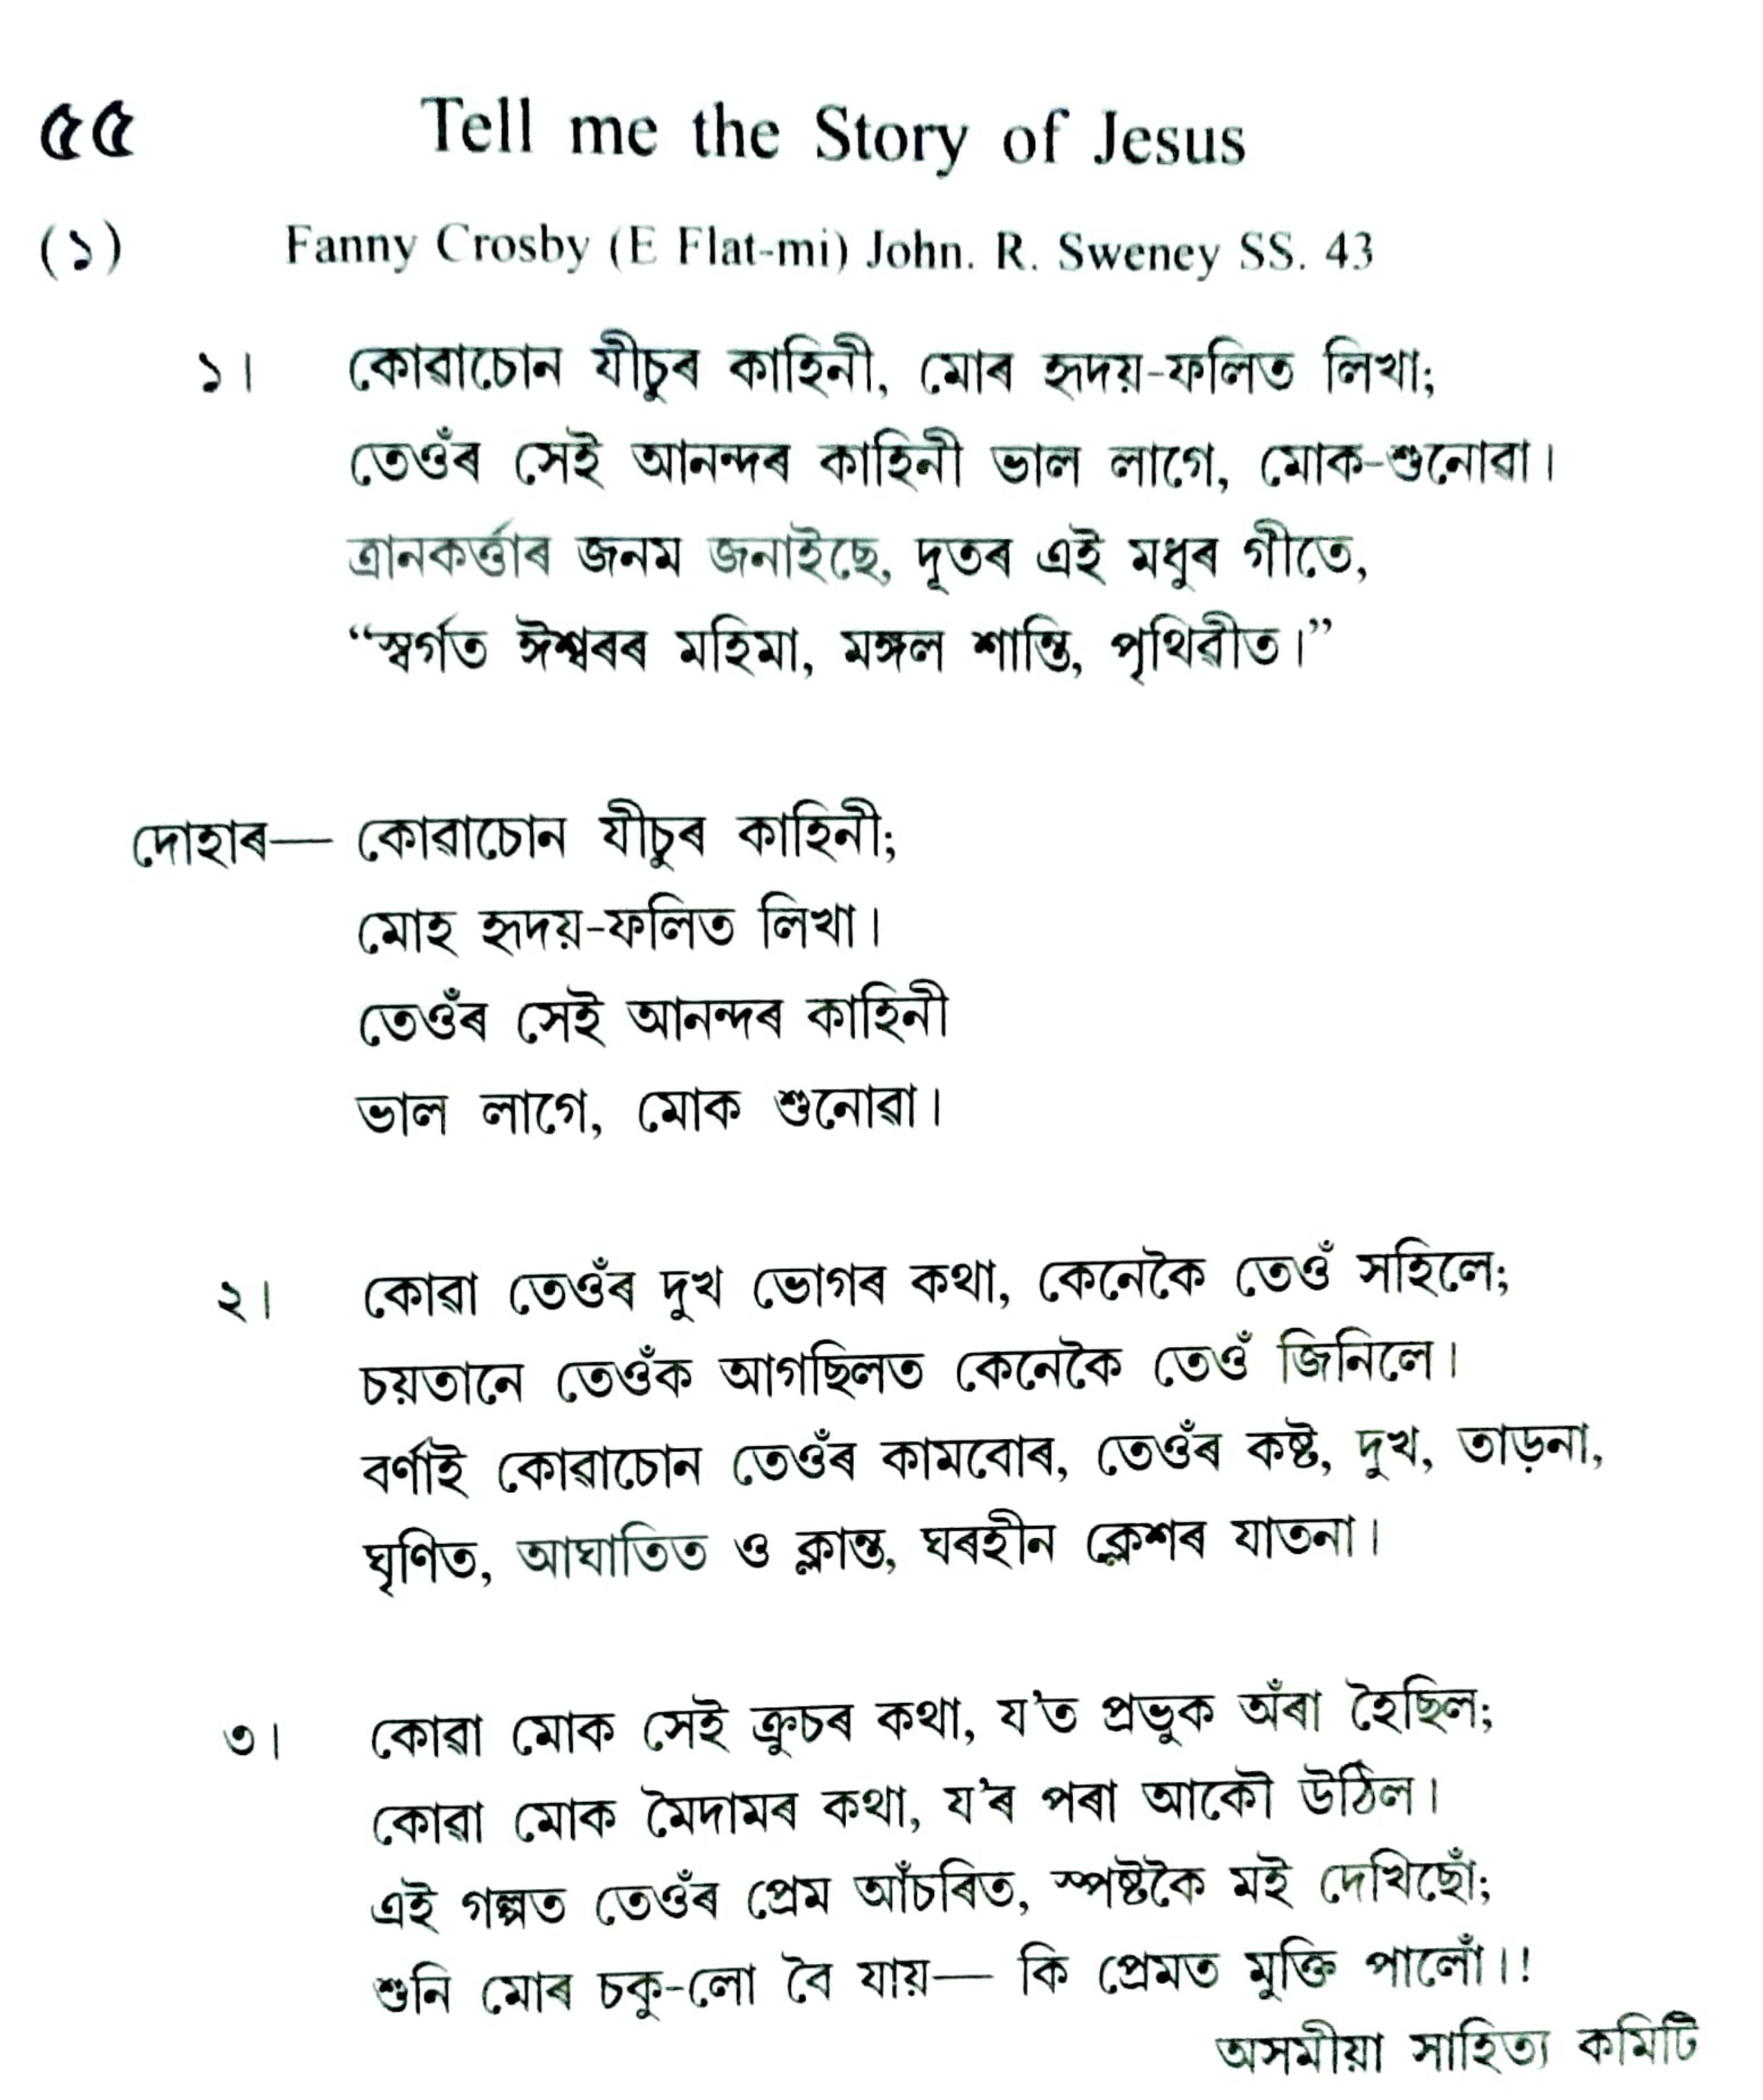 ৫৫ Tell me the Story of Jesus
(১) Fanny Crosby (E Flat-mi) John. R. Sweney SS. 43
১। কোৱাচোন যীচুৰ কাহিনী, মোৰ হৃদয়-ফলিত লিখা;
তেওঁৰ সেই আনন্দৰ কাহিনী ভাল লাগে, মোক-শুনোৱা।
ত্ৰানকৰ্ত্তাৰ জনম জনাইছে, দূতৰ এই মধুৰ গীতে,
“স্বৰ্গত ঈশ্বৰৰ মহিমা, মঙ্গল শান্তি, পৃথিৱীত।”
দোহাৰ— কোৱাচোন যীচুৰ কাহিনী;
মোহ হৃদয়-ফলিত লিখা।
তেওঁৰ সেই আনন্দৰ কাহিনী
ভাল লাগে, মোক শুনোৱা।
২। কোৱা তেওঁৰ দুখ ভোগৰ কথা, কেনেকৈ তেওঁ সহিলে;
চয়তানে তেওঁক আগছিলত কেনেকৈ তেওঁ জিনিলে।
বৰ্ণাই কোৱাচোন তেওঁৰ কামবোৰ, তেওঁৰ কষ্ট, দুখ, তাড়না,
ঘৃণিত, আঘাতিত ও ক্লান্ত, ঘৰহীন ক্লেশৰ যাতনা।
৩। কোৱা মোক সেই ক্ৰুচৰ কথা, য'ত প্ৰভুক অঁৰা হৈছিল;
কোৱা মোক মৈদামৰ কথা, য'ৰ পৰা আকৌ উঠিল।
এই গল্পত তেওঁৰ প্ৰেম আঁচৰিত, স্পষ্টকৈ মই দেখিছোঁ;
শুনি মোৰ চকু-লো বৈ যায়— কি প্ৰেমত মুক্তি পালোঁ।।!
অসমীয়া সাহিত্য কমিটি